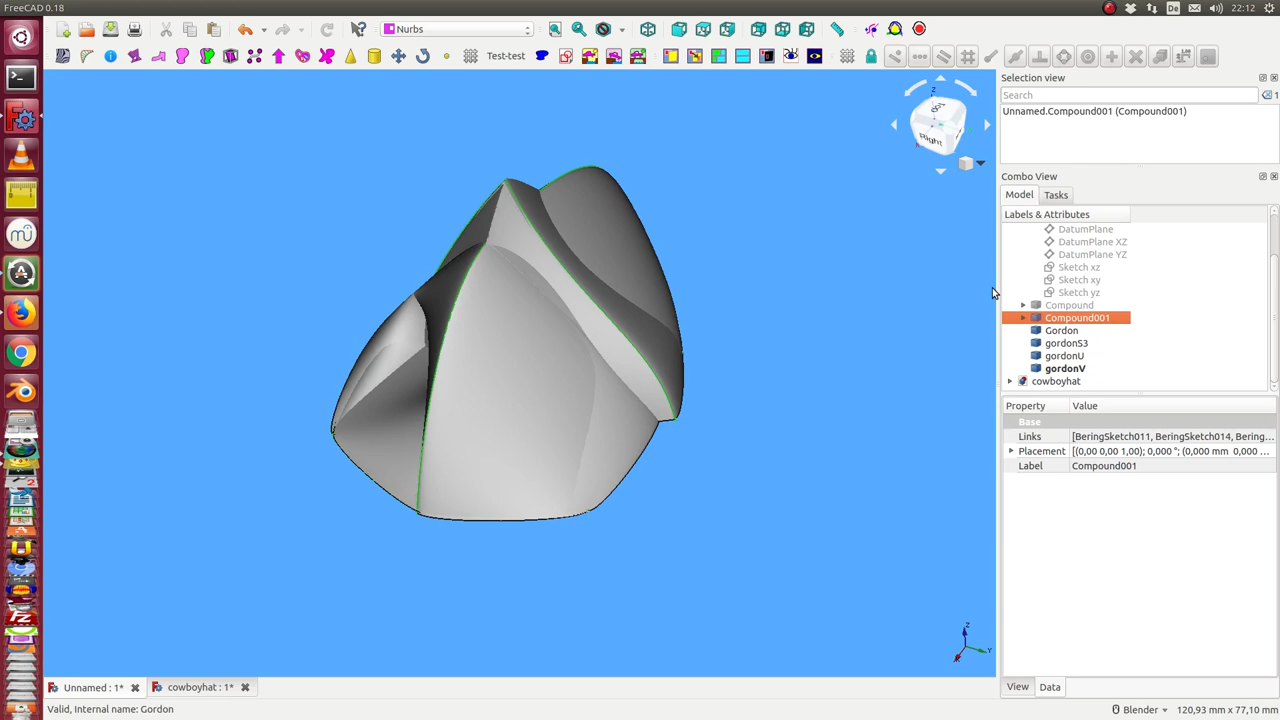 FreeCAD 0.18
De
22:12
Nurbs
Test-test
Right
Z
Selection view
Search
1
Unnamed.Compound001 (Compound001)
Combo View
Model
Tasks
Labels & Attributes
DatumPlane
DatumPlane XZ
DatumPlane YZ
Sketch xz
Sketch xy
Sketch yz
Compound
Compound001
Gordon
gordonS3
gordonU
gordonV
cowboyhat
Property
Value
Base
Links
[BeringSketch011, BeringSketch014, Bering...
Placement
[(0,00 0,00 1,00); 0,000 °; (0,000 mm 0,000 ...
Label
Compound001
Z
Y
View
Data
Unnamed : 1*
cowboyhat : 1*
Valid, Internal name: Gordon
Blender
120,93 mm x 77,10 mm